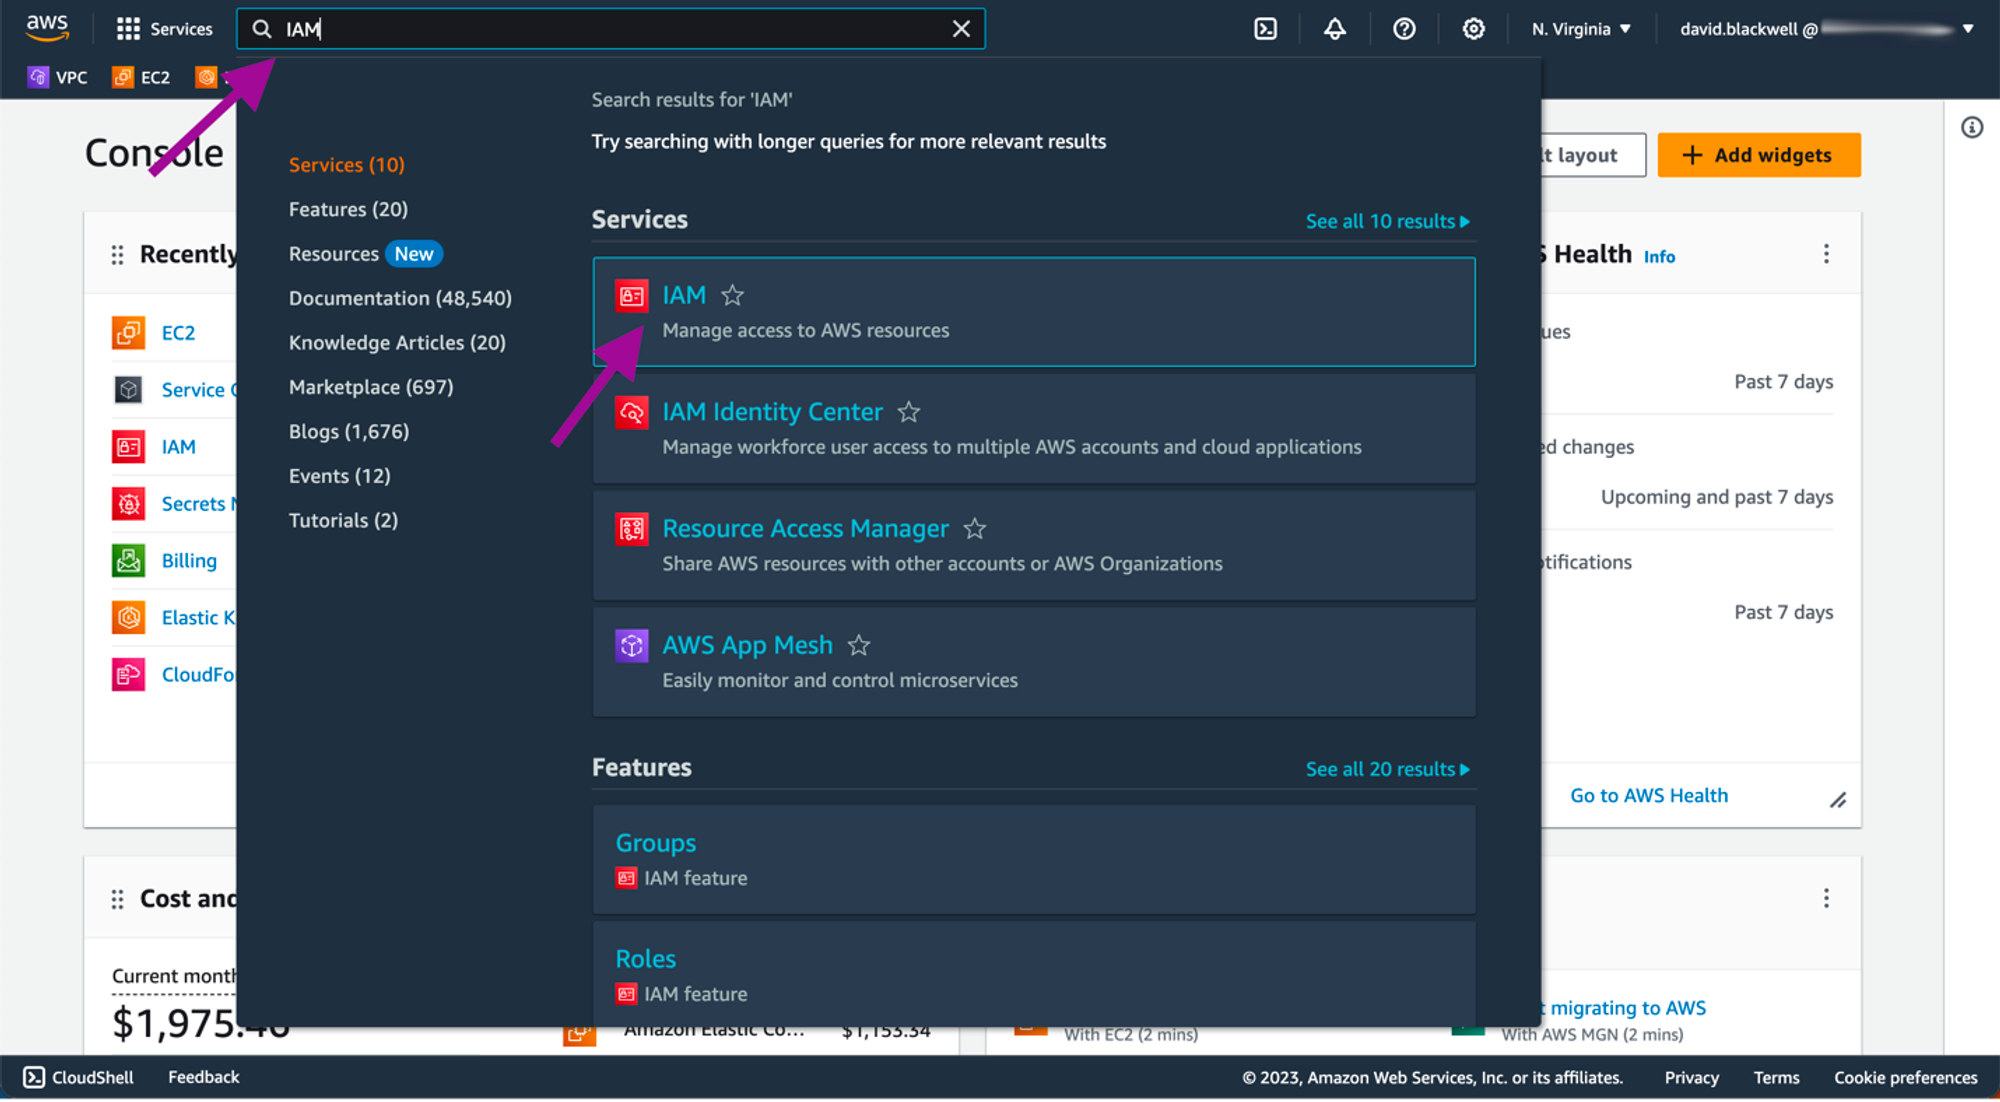 aws
Services
IAM
N. Virginia
david.blackwell @
VPC
EC2
Console
Search results for 'IAM'
Try searching with longer queries for more relevant results
Services (10)
Features (20)
Resources New
Documentation (48,540)
Knowledge Articles (20)
Marketplace (697)
Blogs (1,676)
Events (12)
Tutorials (2)
Services
See all 10 results
IAM
Manage access to AWS resources
IAM Identity Center
Manage workforce user access to multiple AWS accounts and cloud applications
Resource Access Manager
Share AWS resources with other accounts or AWS Organizations
AWS App Mesh
Easily monitor and control microservices
Features
See all 20 results
Groups
IAM feature
Roles
IAM feature
layout
+ Add widgets
Recently
EC2
Service
IAM
Secrets
Billing
Elastic K
CloudFo
Health Info
ues
Past 7 days
ed changes
Upcoming and past 7 days
otifications
Past 7 days
Go to AWS Health
Cost and
Current month
$1,975.46
Amazon Elastic Co... $1,153.34
With EC2 (2 mins)
t migrating to AWS
With AWS MGN (2 mins)
CloudShell
Feedback
© 2023, Amazon Web Services, Inc. or its affiliates.
Privacy
Terms
Cookie preferences